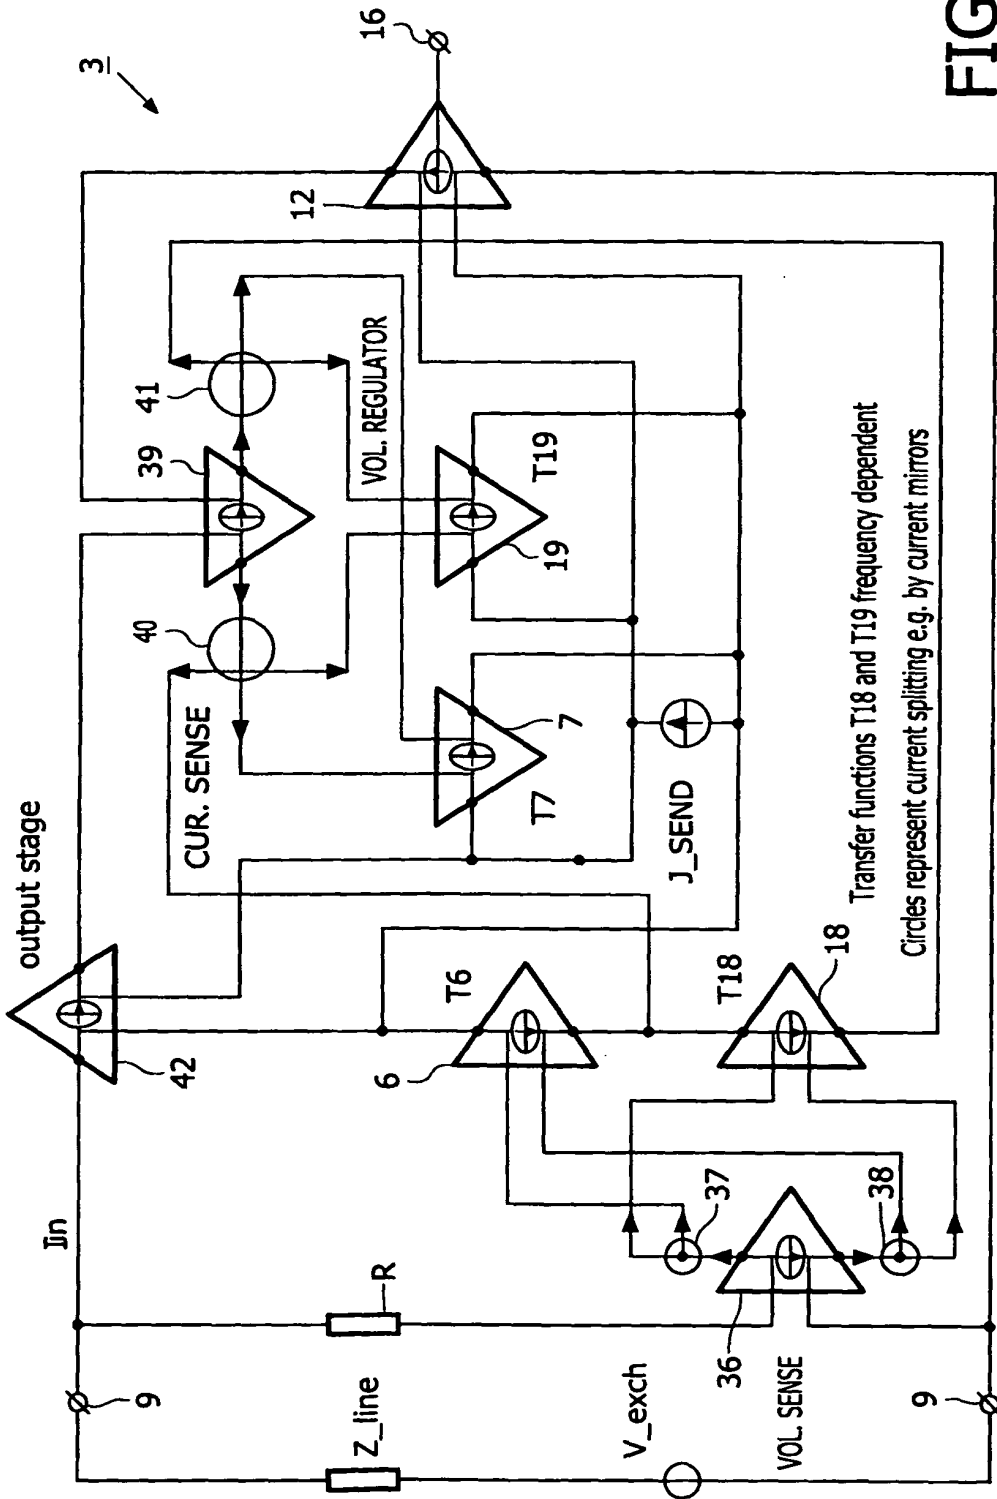 FIG
3
16
12
output stage
42
Iin
CUR. SENSE
40
39
41
VOL. REGULATOR
T19
19
T7
7
J_SEND
T6
6
T18
18
37
38
36
VOL. SENSE
R
9
Z_line
V_exch
9
Transfer functions T18 and T19 frequency dependent
Circles represent current splitting e.g. by current mirrors